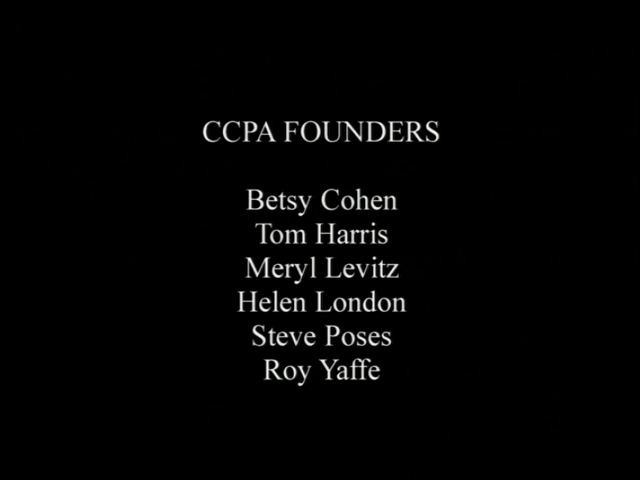 CCPA FOUNDERS
Betsy Cohen
Tom Harris
Meryl Levitz
Helen London
Steve Poses
Roy Yaffe